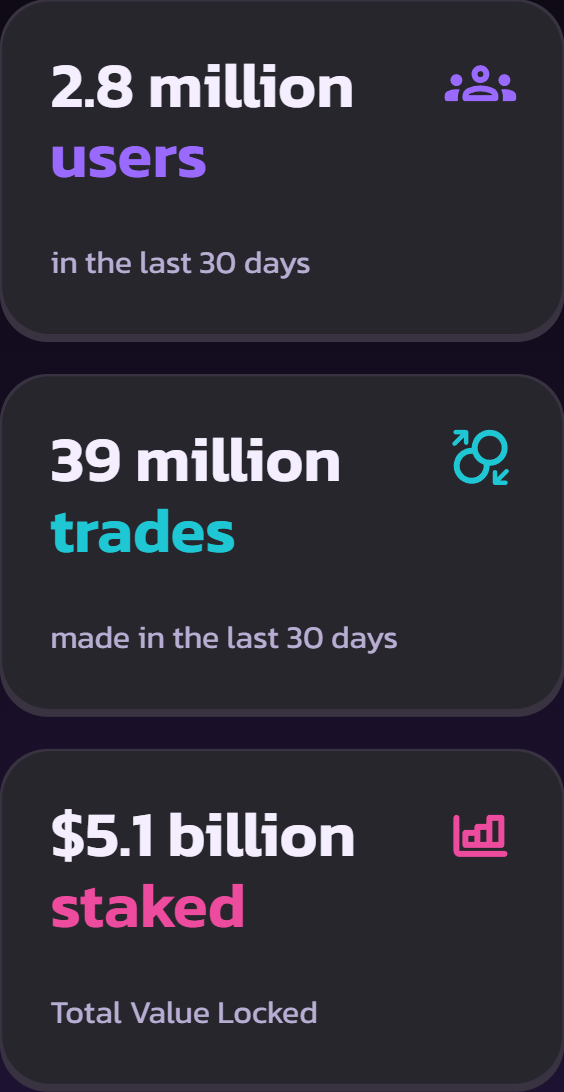 2.8 million
users
in the last 30 days
39 million
trades
made in the last 30 days
$5.1 billion
staked
Total Value Locked